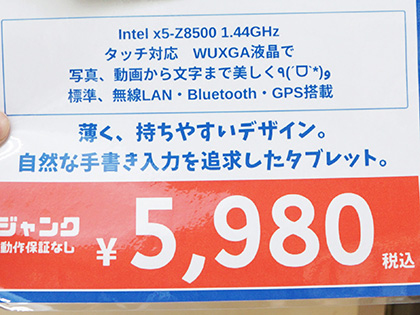 Intel x5-Z8500 1.44GHz
タッチ対応　WUXGA液晶で
写真、動画から文字まで美しく٩(ˊᗜˋ*)و
標準、無線LAN・Bluetooth・GPS搭載
薄く、持ちやすいデザイン。
自然な手書き入力を追求したタブレット。
ジャンク
動作保証なし
¥5,980
税込